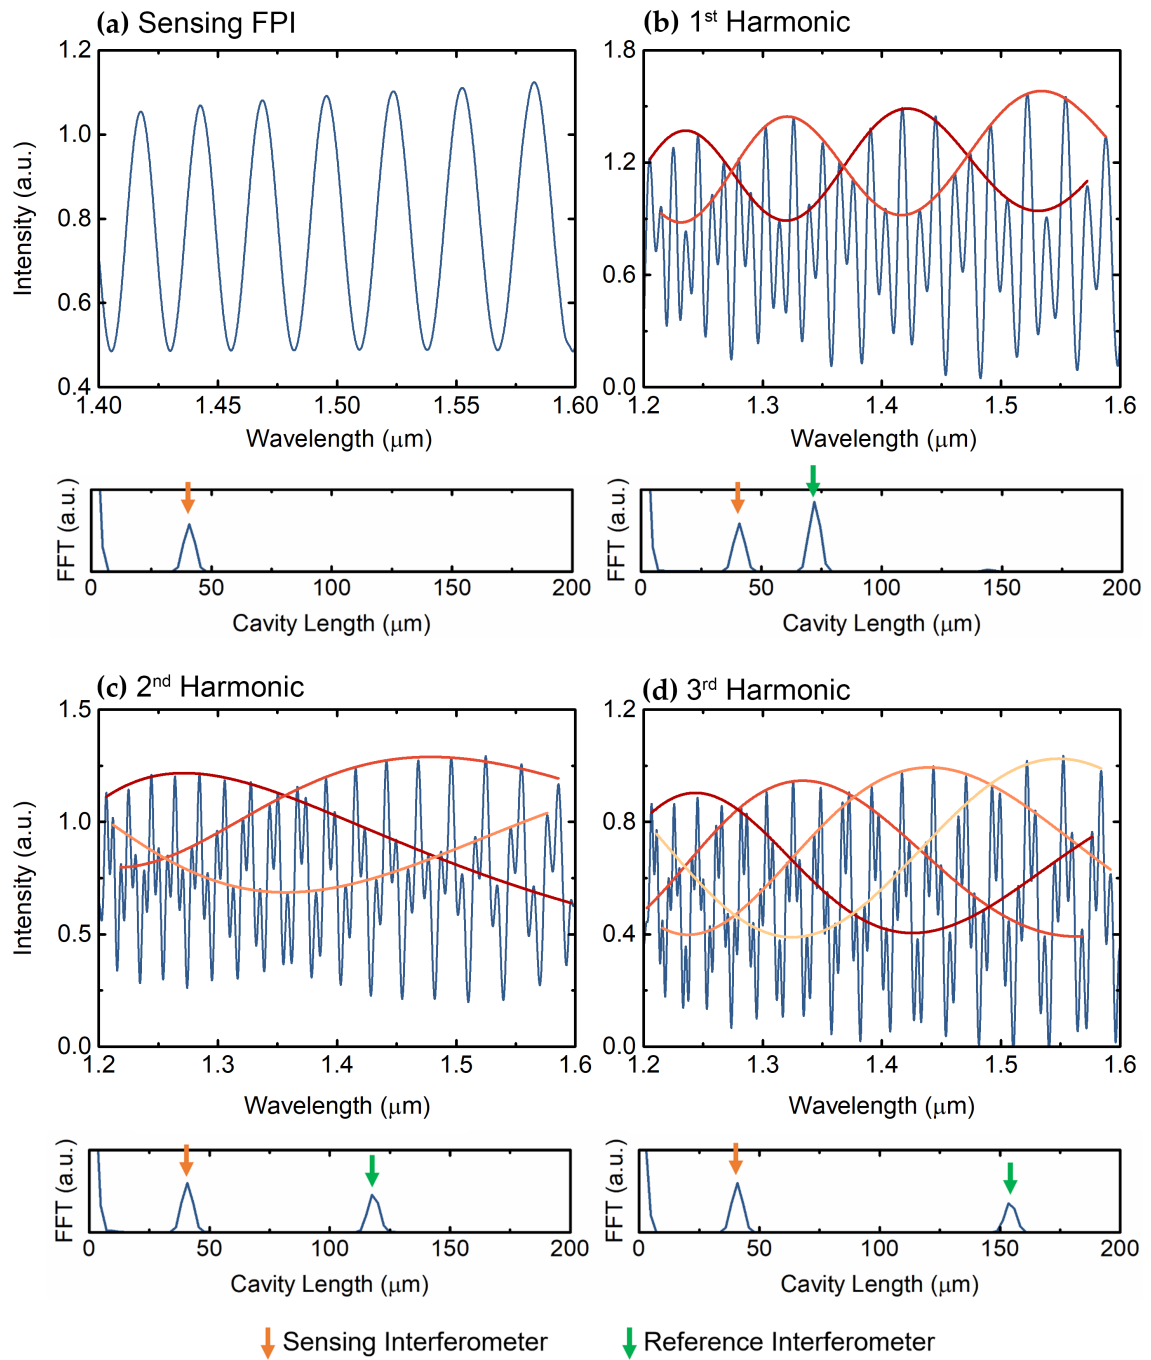 (a) Sensing FPI
1.2
1.0
0.8
0.6
0.4
Intensity (a.u.)
1.40 1.45 1.50 1.55 1.60
Wavelength (μm)
FFT (a.u.)
0 50 100 150 200
Cavity Length (μm)
(b) 1st Harmonic
1.8
1.2
0.6
0.0
Intensity (a.u.)
1.2 1.3 1.4 1.5 1.6
Wavelength (μm)
FFT (a.u.)
0 50 100 150 200
Cavity Length (μm)
(c) 2nd Harmonic
1.5
1.0
0.5
0.0
Intensity (a.u.)
1.2 1.3 1.4 1.5 1.6
Wavelength (μm)
FFT (a.u.)
0 50 100 150 200
Cavity Length (μm)
(d) 3rd Harmonic
1.2
0.8
0.4
0.0
Intensity (a.u.)
1.2 1.3 1.4 1.5 1.6
Wavelength (μm)
FFT (a.u.)
0 50 100 150 200
Cavity Length (μm)
Sensing Interferometer
Reference Interferometer